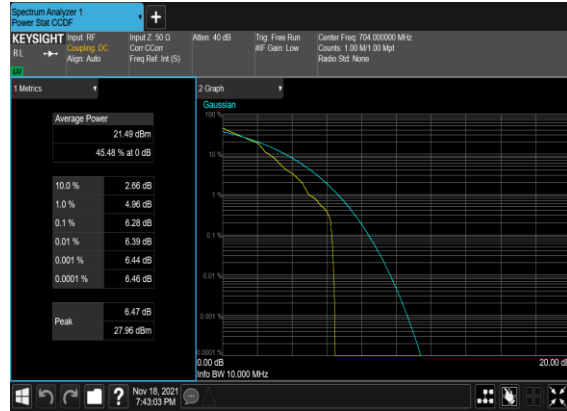 Spectrum Analyzer 1
Power Stat CCDF
KEYSIGHT
Input: RF
Input Z: 50 Ω
Atten: 40 dB
Trig: Free Run
Center Freq: 704.000000 MHz
RL
Coupling: DC
Corr CCorr
#IF Gain: Low
Counts: 1.00 M/1.00 Mpt
Align: Auto
Freq Ref: Int (S)
Radio Std: None
1 Metrics
2 Graph
Gaussian
Average Power
21.49 dBm
45.48 % at 0 dB
10.0 % 2.66 dB
1.0 % 4.96 dB
0.1 % 6.28 dB
0.01 % 6.39 dB
0.001 % 6.44 dB
0.0001 % 6.46 dB
Peak
6.47 dB
27.96 dBm
100 %
10 %
1 %
0.1 %
0.01 %
0.001 %
0.0001 %
0.00 dB
20.00 dB
Info BW 10.000 MHz
?
Nov 18, 2021
7:43:03 PM